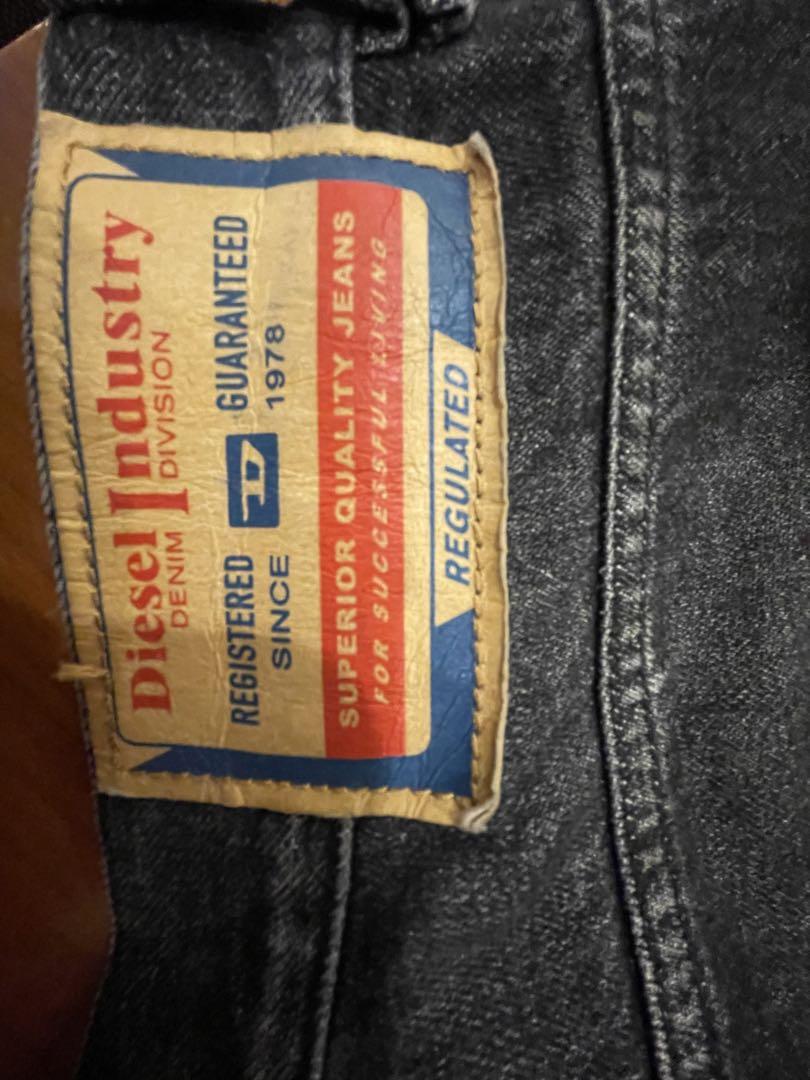 Diesel Industry
DENIM DIVISION
REGISTERED D GUARANTEED
SINCE 1978
SUPERIOR QUALITY JEANS
FOR SUCCESSFUL LIVING
REGULATED